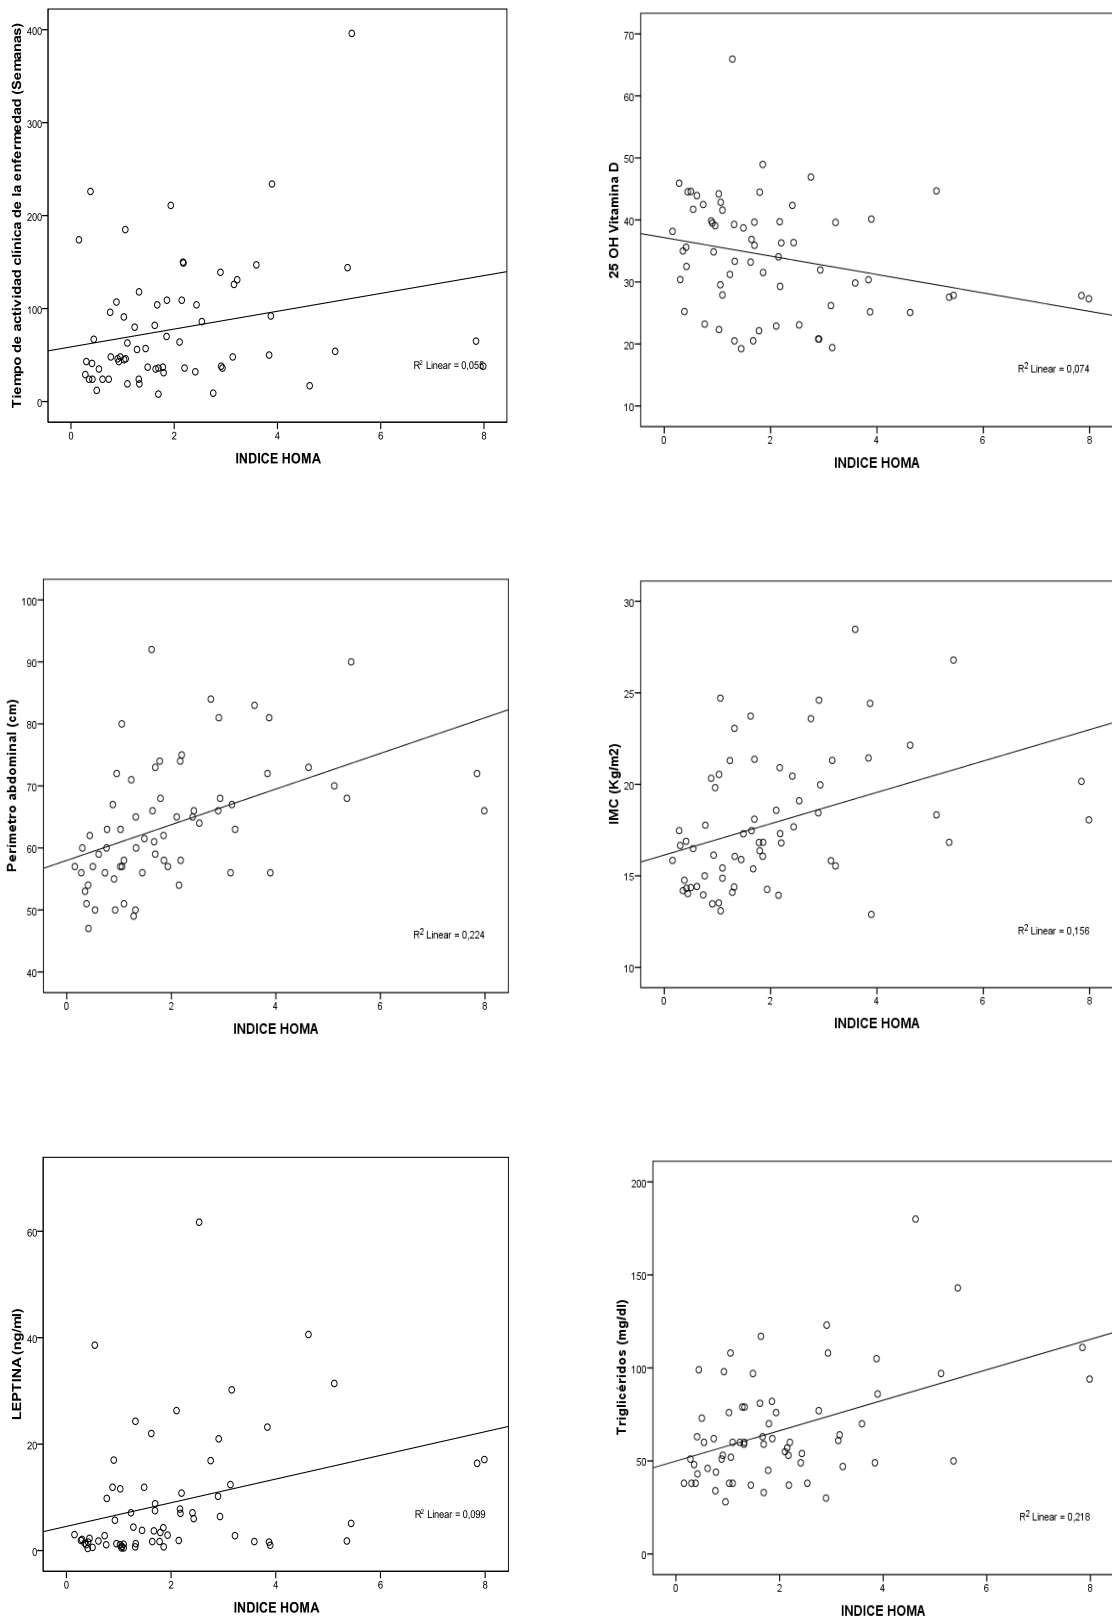 Tiempo de actividad clínica de la enfermedad (Semanas)
400
300
200
100
0
R2 Linear = 0,055
0 2 4 6 8
INDICE HOMA
25 OH Vitamina D
70
60
50
40
30
20
10
R2 Linear = 0,074
0 2 4 6 8
INDICE HOMA
Perímetro abdominal (cm)
100
90
80
70
60
50
40
R2 Linear = 0,224
0 2 4 6 8
INDICE HOMA
IMC (Kg/m2)
30
25
20
15
10
R2 Linear = 0,156
0 2 4 6 8
INDICE HOMA
LEPTINA (ng/ml)
60
40
20
0
R2 Linear = 0,099
0 2 4 6 8
INDICE HOMA
Triglicéridos (mg/dl)
200
150
100
50
0
R2 Linear = 0,218
0 2 4 6 8
INDICE HOMA